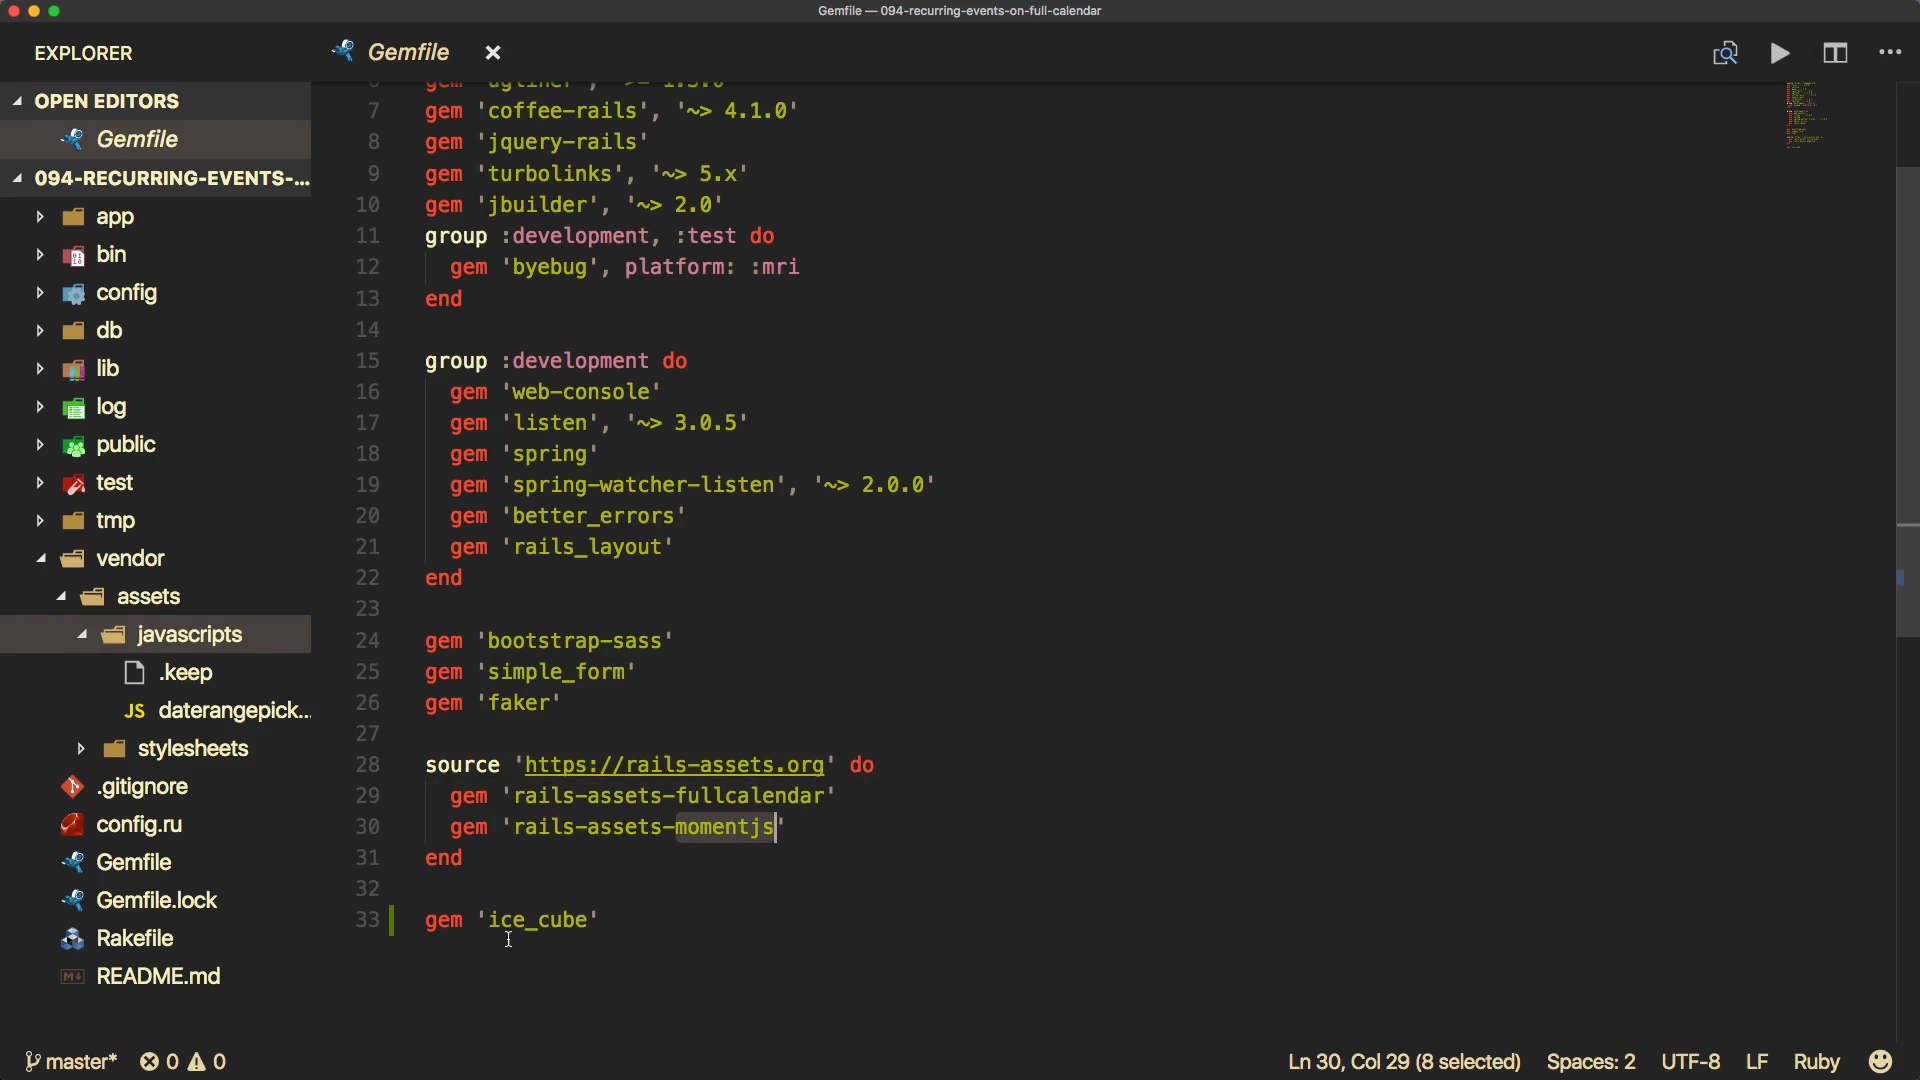 Gemfile — 094-recurring-events-on-full-calendar
EXPLORER
Gemfile
OPEN EDITORS
Gemfile
094-RECURRING-EVENTS-...
app
bin
config
db
lib
log
public
test
tmp
vendor
assets
javascripts
.keep
JS daterangepick...
stylesheets
.gitignore
config.ru
Gemfile
Gemfile.lock
Rakefile
README.md
7 gem 'coffee-rails', '~> 4.1.0'
8 gem 'jquery-rails'
9 gem 'turbolinks', '~> 5.x'
10 gem 'jbuilder', '~> 2.0'
11 group :development, :test do
12 gem 'byebug', platform: :mri
13 end
14
15 group :development do
16 gem 'web-console'
17 gem 'listen', '~> 3.0.5'
18 gem 'spring'
19 gem 'spring-watcher-listen', '~> 2.0.0'
20 gem 'better_errors'
21 gem 'rails_layout'
22 end
23
24 gem 'bootstrap-sass'
25 gem 'simple_form'
26 gem 'faker'
27
28 source 'https://rails-assets.org' do
29 gem 'rails-assets-fullcalendar'
30 gem 'rails-assets-momentjs'
31 end
32
33 gem 'ice_cube'
master* 0 0
Ln 30, Col 29 (8 selected) Spaces: 2 UTF-8 LF Ruby